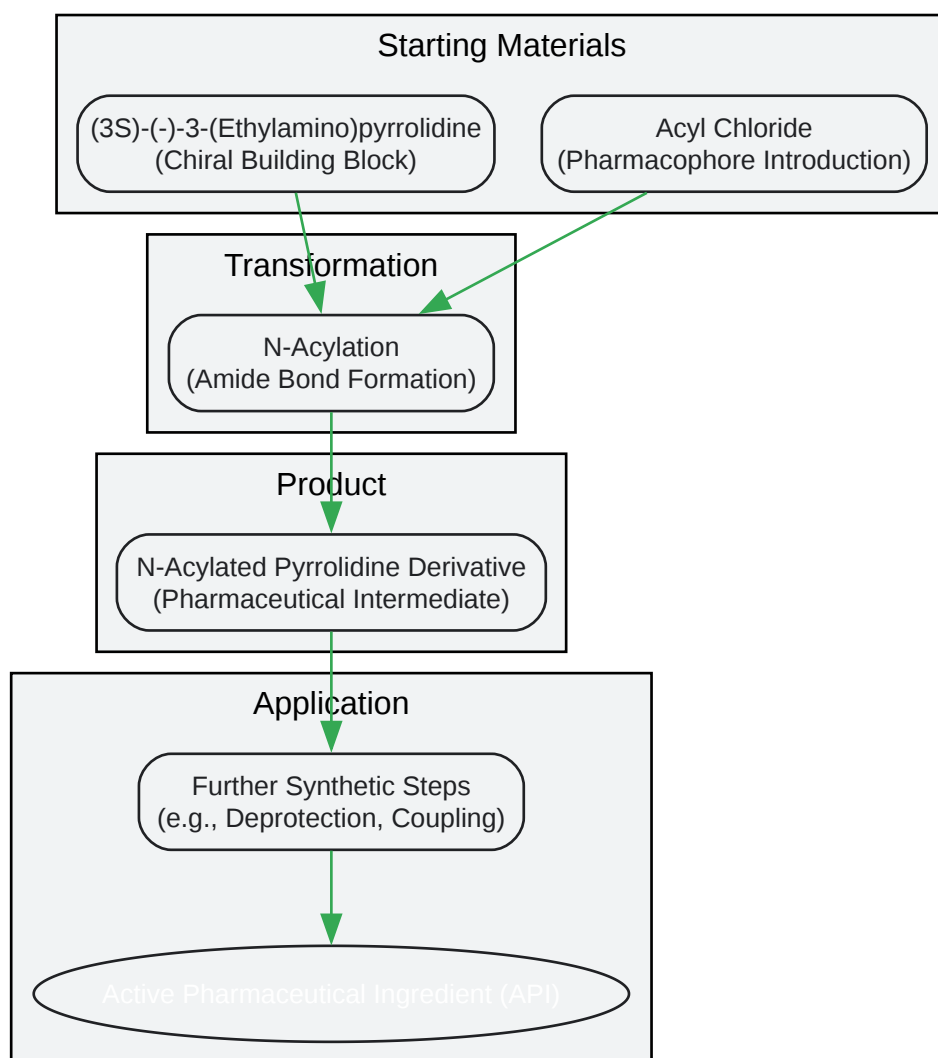 Starting Materials
(3S)-(-)-3-(Ethylamino)pyrrolidine
(Chiral Building Block)
Acyl Chloride
(Pharmacophore Introduction)
Transformation
N-Acylation
(Amide Bond Formation)
Product
N-Acylated Pyrrolidine Derivative
(Pharmaceutical Intermediate)
Application
Further Synthetic Steps
(e.g., Deprotection, Coupling)
Active Pharmaceutical Ingredient (API)